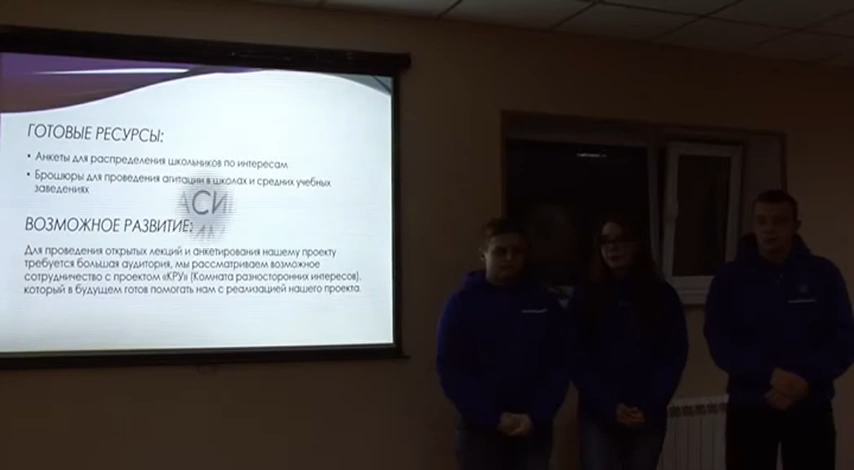 ГОТОВЫЕ РЕСУРСЫ:
• Анкеты для распределения школьников по интересам
• Брошюры для проведения агитации в школах и средних учебных
заведениях
АСИ
ВОЗМОЖНОЕ РАЗВИТИЕ:
Для проведения открытых лекций и анкетирования нашему проекту
требуется большая аудитория, мы рассматриваем возможное
сотрудничество с проектом «КРУ» (Комната разносторонних интересов),
который в будущем готов помогать нам с реализацией нашего проекта.